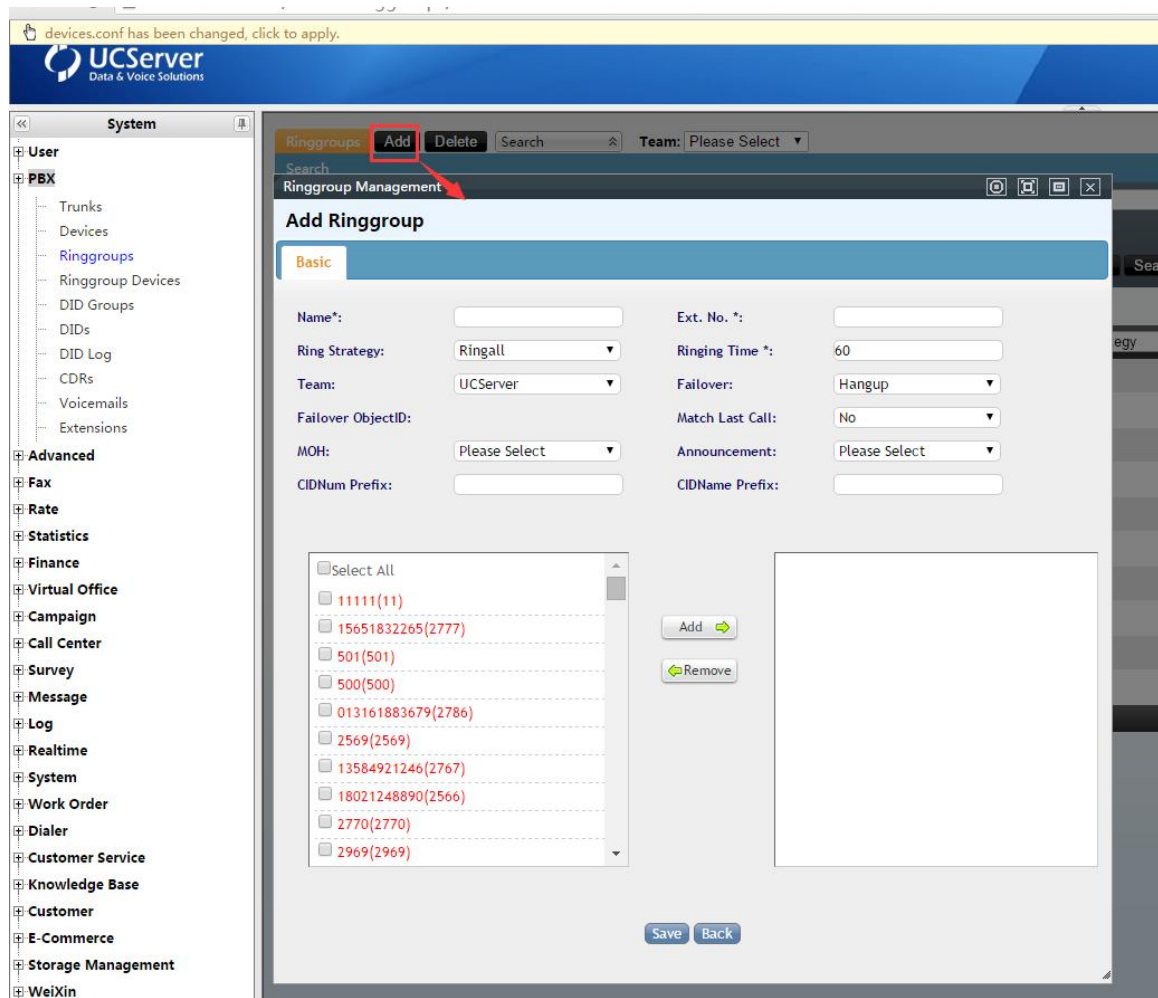 devices.conf has been changed, click to apply.
UCServer
Data & Voice Solutions
System
User
PBX
Trunks
Devices
Ringgroups
Ringgroup Devices
DID Groups
DIDs
DID Log
CDRs
Voicemails
Extensions
Advanced
Fax
Rate
Statistics
Finance
Virtual Office
Campaign
Call Center
Survey
Message
Log
Realtime
System
Work Order
Dialer
Customer Service
Knowledge Base
Customer
E-Commerce
Storage Management
WeiXin
Ringgroups Add Delete Search Team: Please Select
Search
Ringgroup Management
Add Ringgroup
Basic
Name*: Ext. No. *:
Ring Strategy: Ringall Ringing Time *: 60
Team: UCServer Failover: Hangup
Failover ObjectID: Match Last Call: No
MOH: Please Select Announcement: Please Select
CIDNum Prefix: CIDName Prefix:
Select All
11111(11)
15651832265(2777)
501(501)
500(500)
013161883679(2786)
2569(2569)
13584921246(2767)
18021248890(2566)
2770(2770)
2969(2969)
Add
Remove
Save Back
Sea
egy